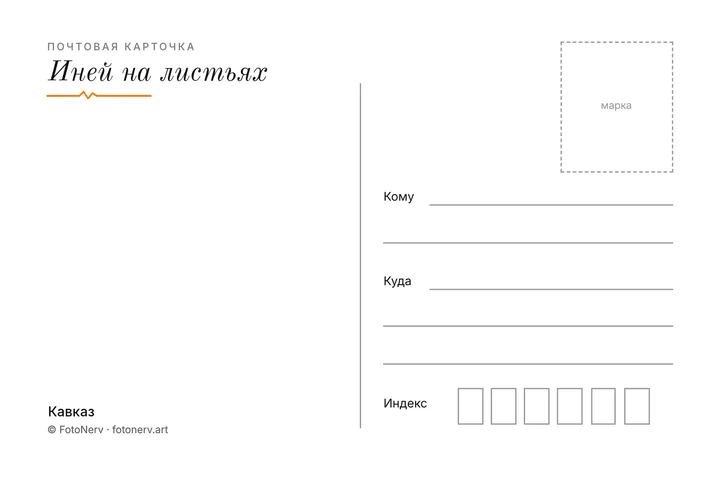 ПОЧТОВАЯ КАРТОЧКА
Иней на листьях
марка
Кому
Куда
Индекс
Кавказ
© FotoNerv · fotonerv.art